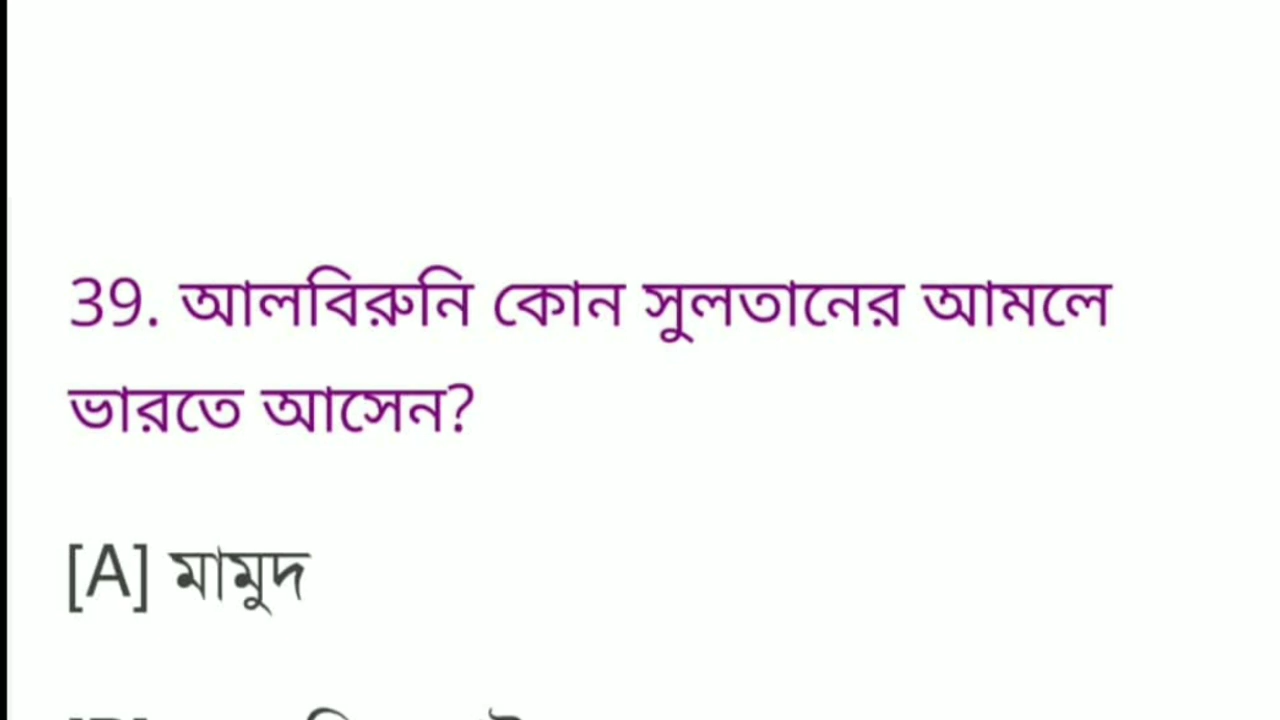 39. আলবিরুনি কোন সুলতানের আমলে
ভারতে আসেন?
[A] মামুদ